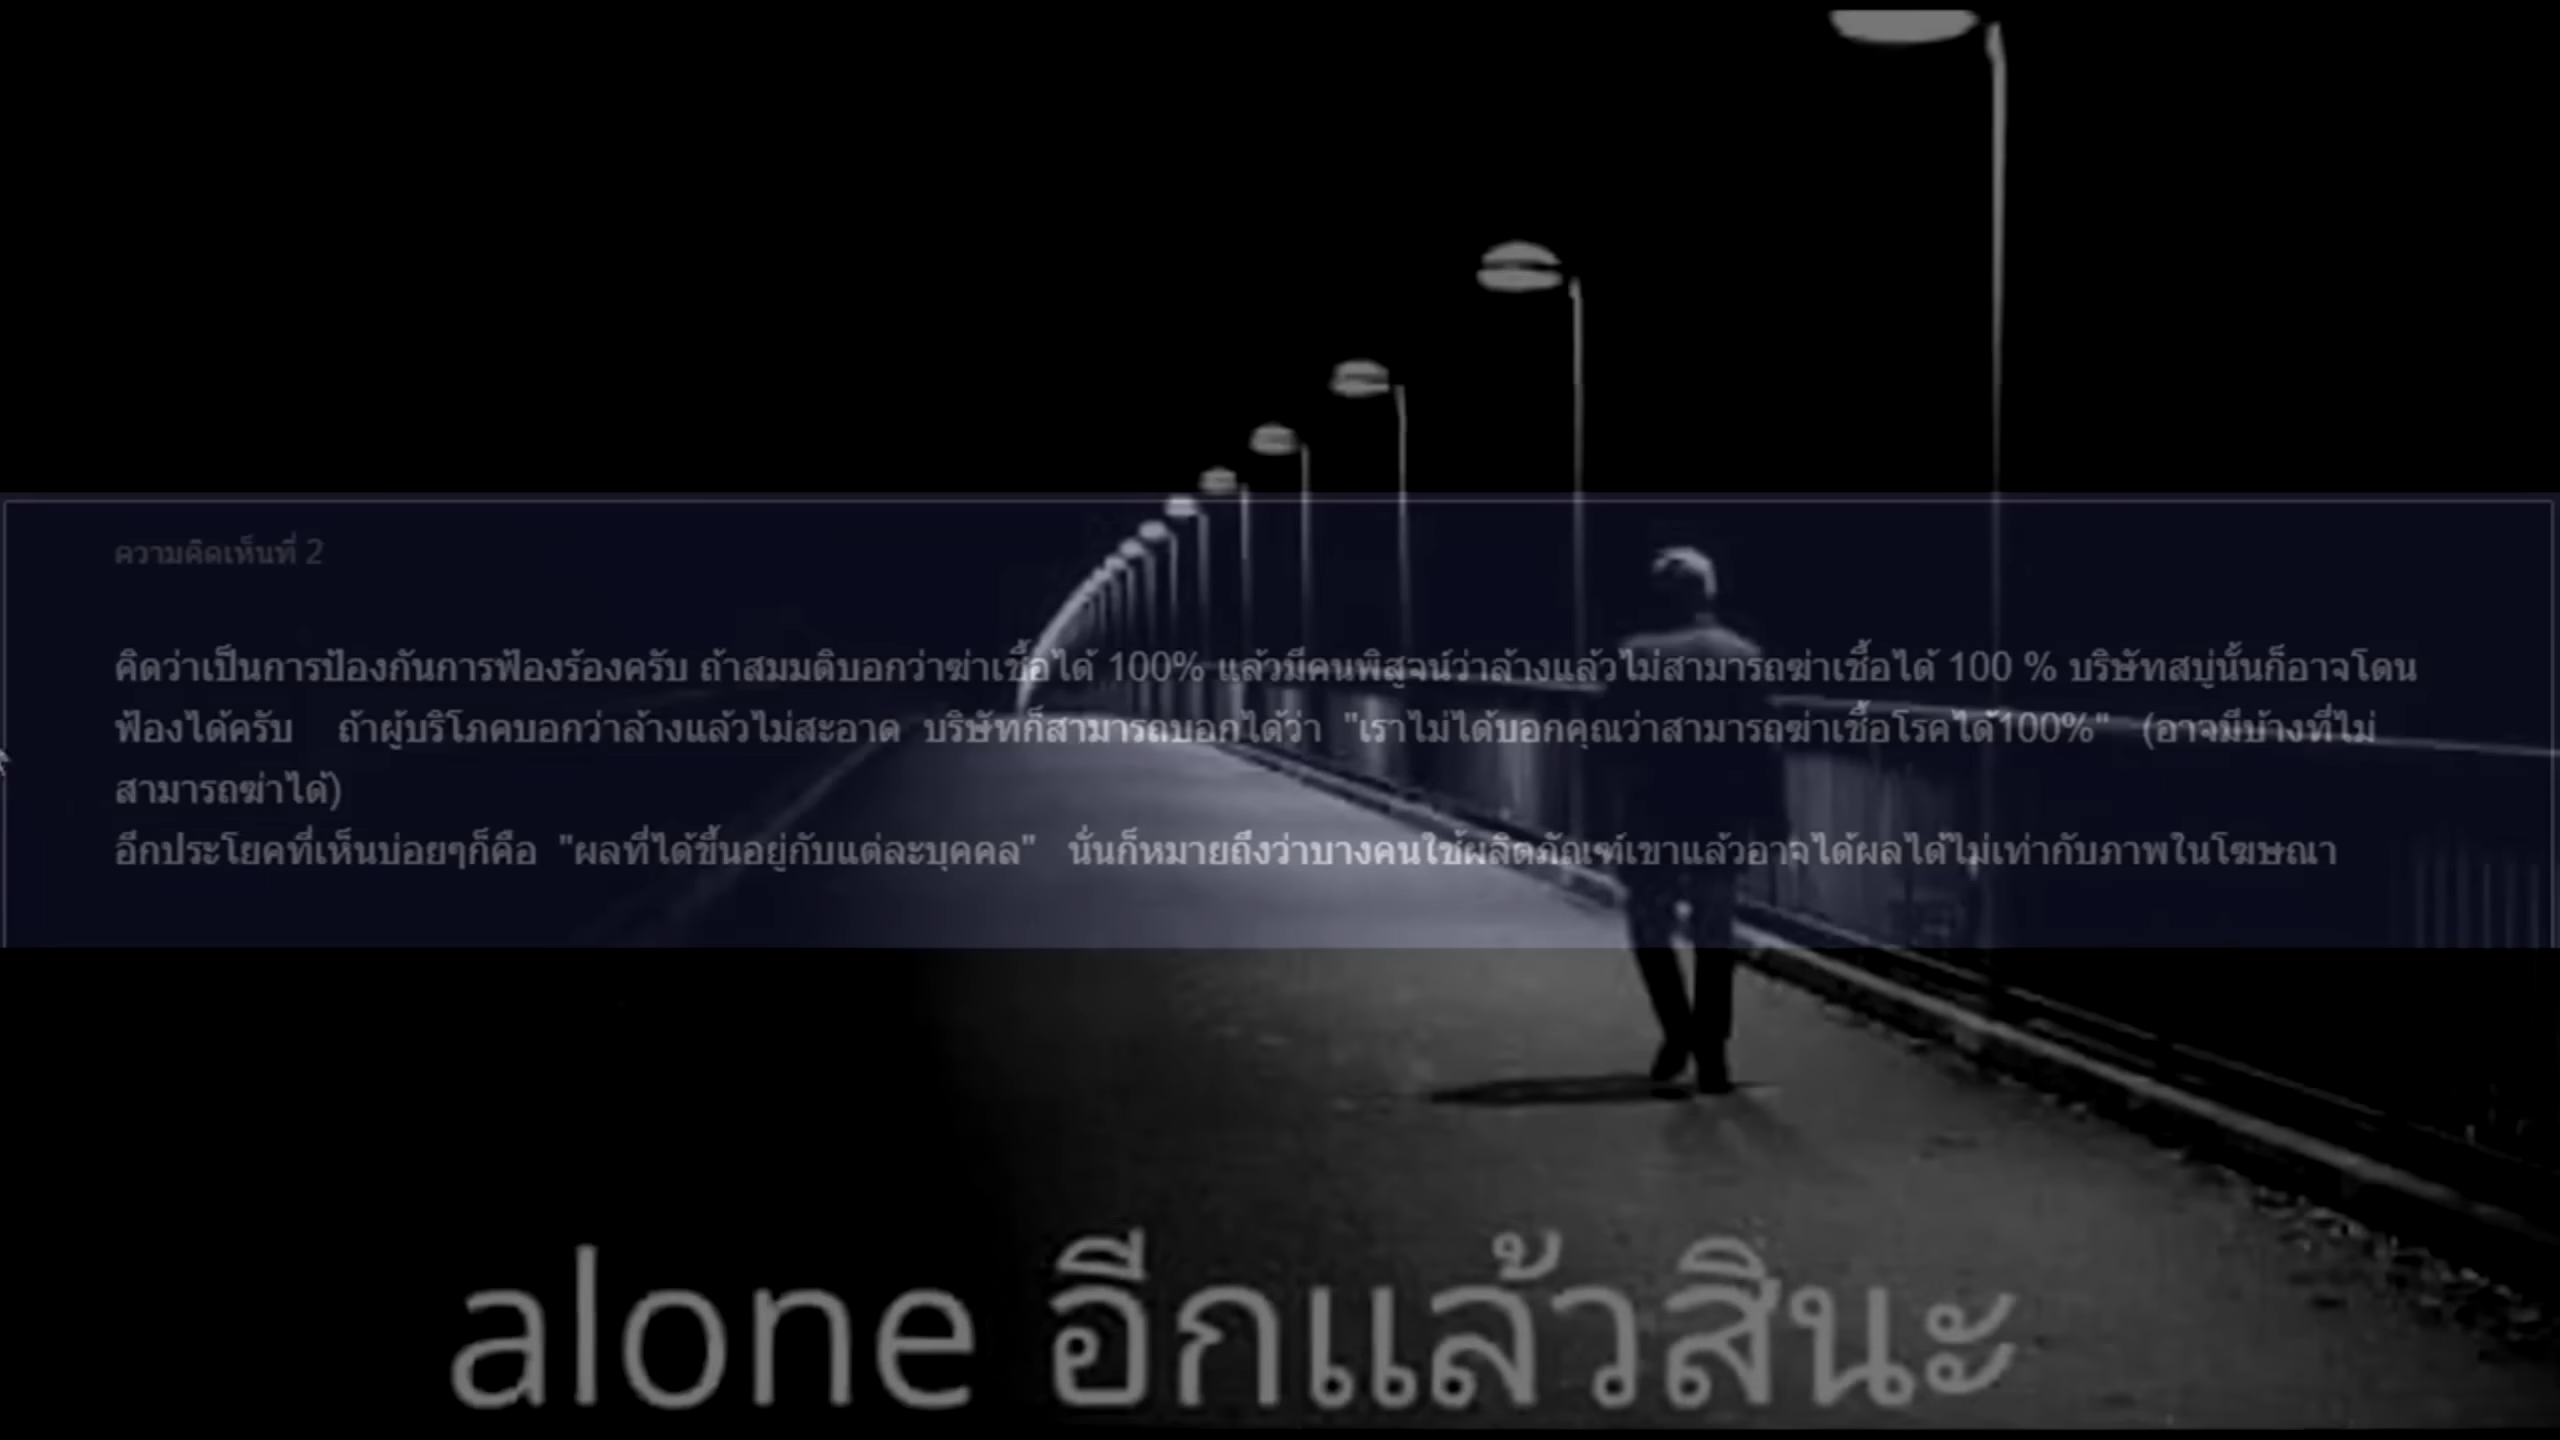 ความคิดเห็นที่ 2
คิดว่าเป็นการป้องกันการฟ้องร้องครับ ถ้าสมมติบอกว่าฆ่าเชื้อได้ 100% แล้วมีคนพิสูจน์ว่าล้างแล้วไม่สามารถฆ่าเชื้อได้ 100 % บริษัทสบู่นั้นก็อาจโดน
ฟ้องได้ครับ ถ้าผู้บริโภคบอกว่าล้างแล้วไม่สะอาด บริษัทก็สามารถบอกได้ว่า "เราไม่ได้บอกคุณว่าสามารถฆ่าเชื้อโรคได้100%" (อาจมีบ้างที่ไม่
สามารถฆ่าได้)
อีกประโยคที่เห็นบ่อยๆก็คือ "ผลที่ได้ขึ้นอยู่กับแต่ละบุคคล" นั่นก็หมายถึงว่าบางคนใช้ผลิตภัณฑ์เขาแล้วอาจได้ผลได้ไม่เท่ากับภาพในโฆษณา
alone อีกแล้วสินะ